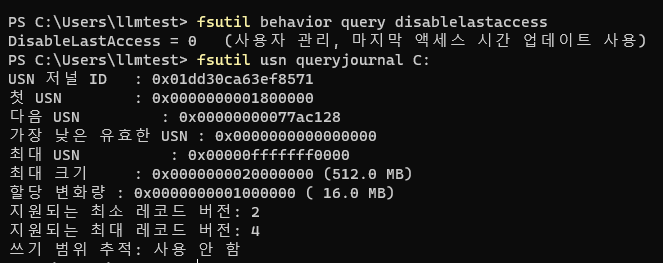 PS C:\Users\llmtest> fsutil behavior query disablelastaccess
DisableLastAccess = 0   (사용자 관리, 마지막 액세스 시간 업데이트 사용)
PS C:\Users\llmtest> fsutil usn queryjournal C:
USN 저널 ID   : 0x01dd30ca63ef8571
첫 USN        : 0x0000000001800000
다음 USN         : 0x00000000077ac128
가장 낮은 유효한 USN : 0x0000000000000000
최대 USN          : 0x00000fffffff0000
최대 크기     : 0x0000000020000000 (512.0 MB)
할당 변화량 : 0x0000000001000000 ( 16.0 MB)
지원되는 최소 레코드 버전: 2
지원되는 최대 레코드 버전: 4
쓰기 범위 추적: 사용 안 함